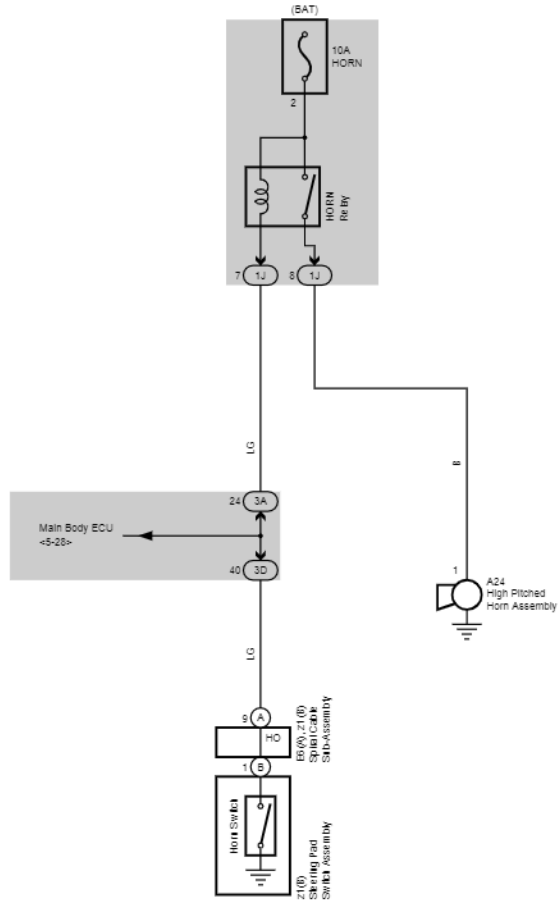 (BAT)
10A
HORN
2
HORN
Relay
7
1J
8
1J
LG
B
24
3A
Main Body ECU
<5-28>
40
3D
1
A24
High Pitched
Horn Assembly
LG
9
A
HO
E6(A), z1(B)
Spiral Cable
Sub-Assembly
1
B
Horn Switch
z1(B)
Steering Pad
Switch Assembly